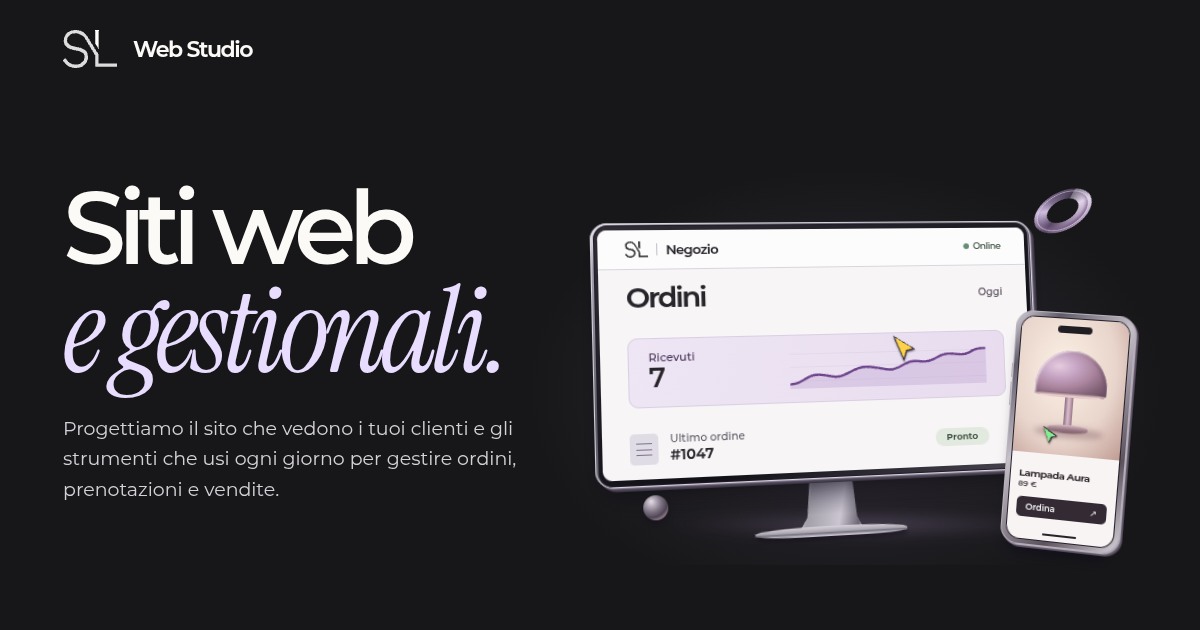 SL Web Studio
Siti web
e gestionali.
Progettiamo il sito che vedono i tuoi clienti e gli
strumenti che usi ogni giorno per gestire ordini,
prenotazioni e vendite.
SL | Negozio
Online
Ordini
Oggi
Ricevuti
7
Ultimo ordine
#1047
Pronto
Lampada Aura
89 €
Ordina ↗